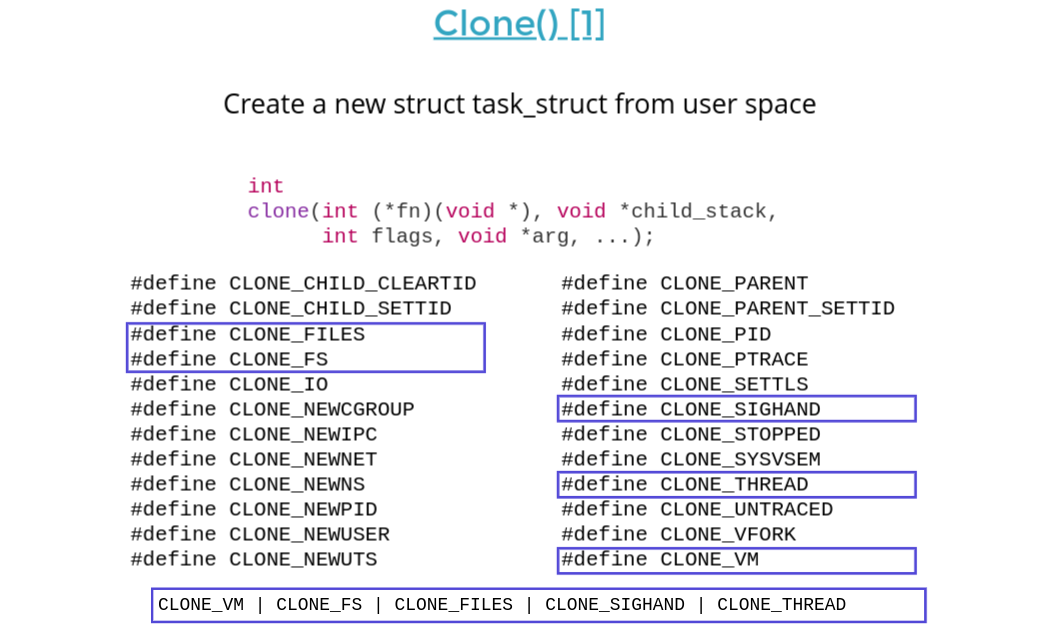 Clone() [1]
Create a new struct task_struct from user space
int
clone(int (*fn)(void *), void *child_stack,
int flags, void *arg, ...);
#define CLONE_CHILD_CLEARTID
#define CLONE_CHILD_SETTID
#define CLONE_FILES
#define CLONE_FS
#define CLONE_IO
#define CLONE_NEWCGROUP
#define CLONE_NEWIPC
#define CLONE_NEWNET
#define CLONE_NEWNS
#define CLONE_NEWPID
#define CLONE_NEWUSER
#define CLONE_NEWUTS
#define CLONE_PARENT
#define CLONE_PARENT_SETTID
#define CLONE_PID
#define CLONE_PTRACE
#define CLONE_SETTLS
#define CLONE_SIGHAND
#define CLONE_STOPPED
#define CLONE_SYSVSEM
#define CLONE_THREAD
#define CLONE_UNTRACED
#define CLONE_VFORK
#define CLONE_VM
CLONE_VM | CLONE_FS | CLONE_FILES | CLONE_SIGHAND | CLONE_THREAD